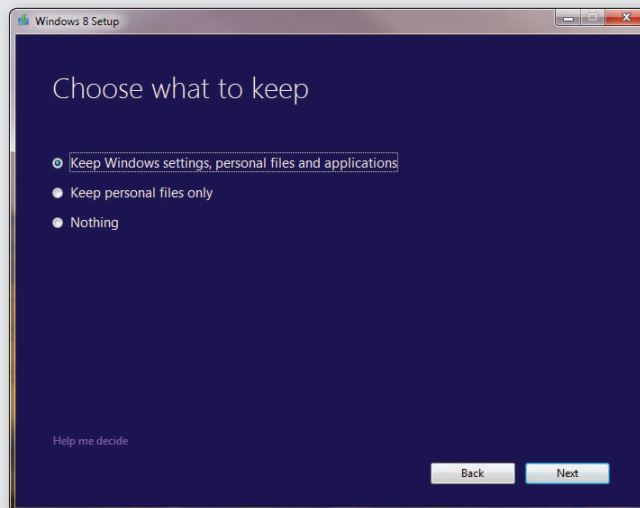 Windows 8 Setup
Choose what to keep
Keep Windows settings, personal files and applications
Keep personal files only
Nothing
Help me decide
Back
Next